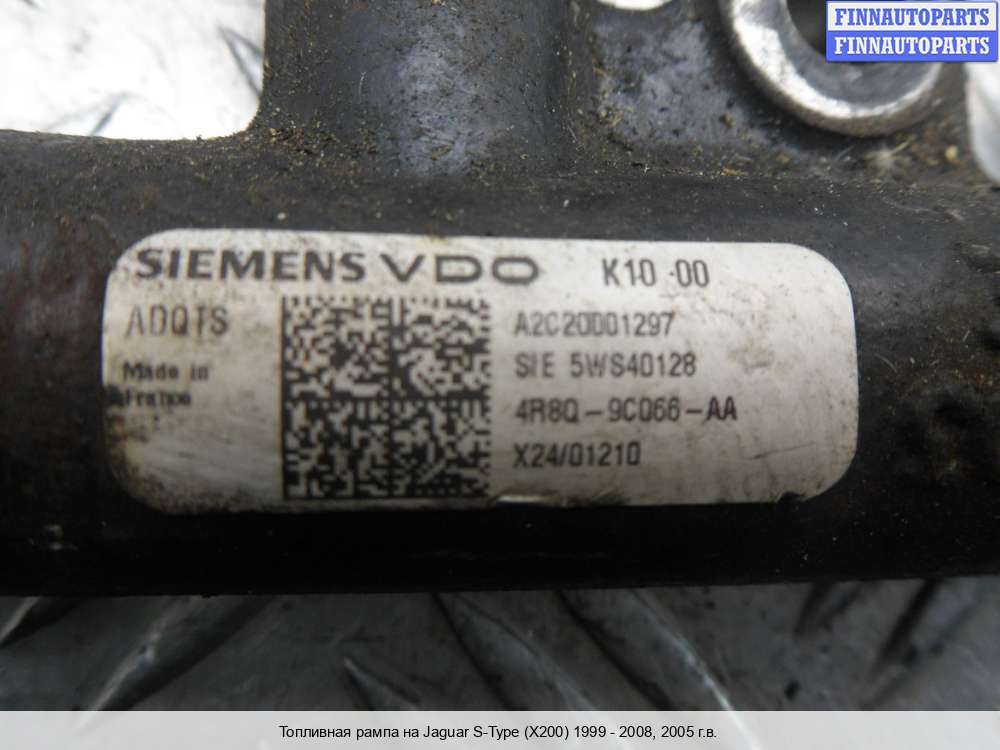 FINNAUTOPARTS
FINNAUTOPARTS
SIEMENS VDO K10 00
ADQTS
A2C20001297
Made in
France
SIE 5WS40128
4R8Q-9C066-AA
X24/01210
Топливная рампа на Jaguar S-Type (X200) 1999 - 2008, 2005 г.в.